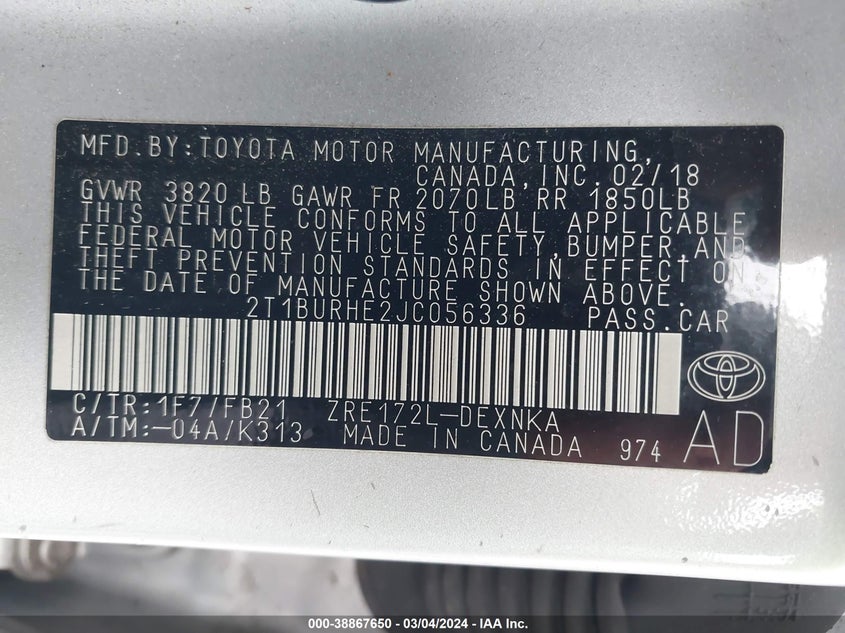 MFD.BY:TOYOTA MOTOR MANUFACTURING,
CANADA, INC. 02/18
GVWR 3820 LB GAWR FR 2070LB RR 1850LB
THIS VEHICLE CONFORMS TO ALL APPLICABLE
FEDERAL MOTOR VEHICLE SAFETY, BUMPER, AND
THEFT PREVENTION STANDARDS IN EFFECT ON
THE DATE OF MANUFACTURE SHOWN ABOVE.
2T1BURHE2JC056336 PASS.CAR
C/TR:1F7/FB21 ZRE172L-DEXNKA
A/TM:-04A/K313 MADE IN CANADA 974 AD
000-38867650 - 03/04/2024 - IAAI.com Inc.